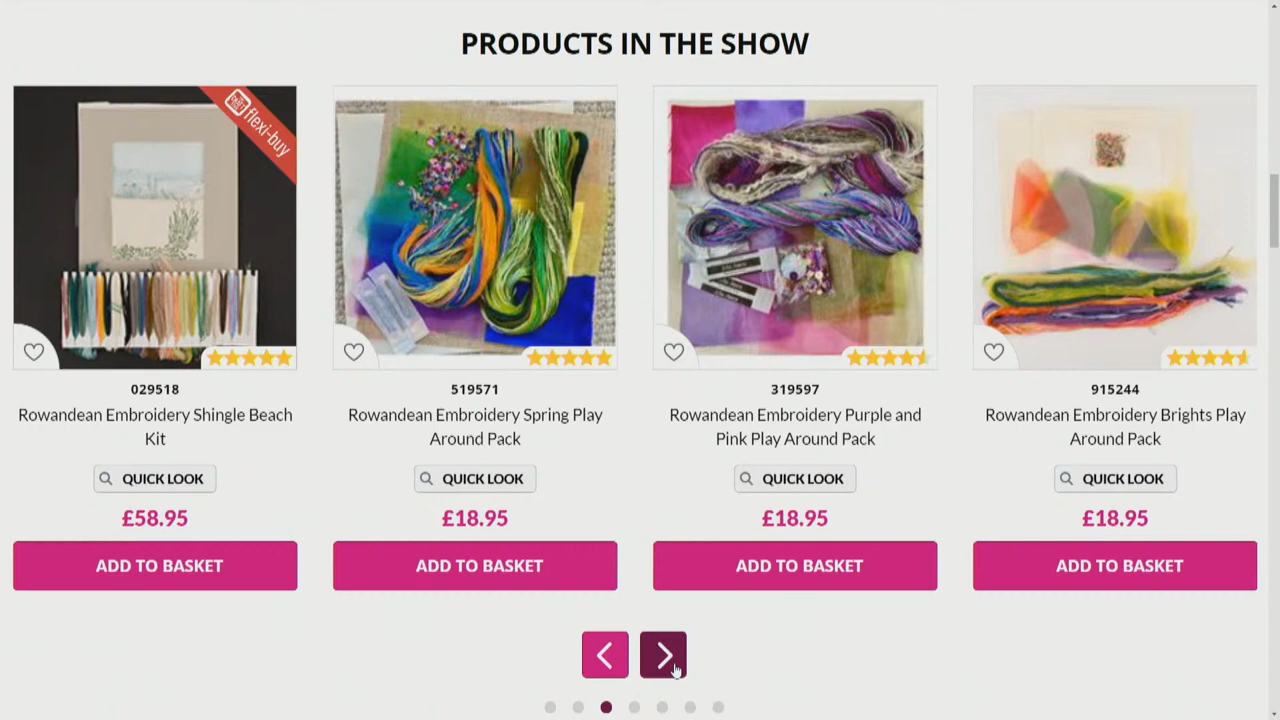 PRODUCTS IN THE SHOW
flexi-buy
029518
Rowandean Embroidery Shingle Beach
Kit
QUICK LOOK
£58.95
ADD TO BASKET
519571
Rowandean Embroidery Spring Play
Around Pack
QUICK LOOK
£18.95
ADD TO BASKET
319597
Rowandean Embroidery Purple and
Pink Play Around Pack
QUICK LOOK
£18.95
ADD TO BASKET
915244
Rowandean Embroidery Brights Play
Around Pack
QUICK LOOK
£18.95
ADD TO BASKET